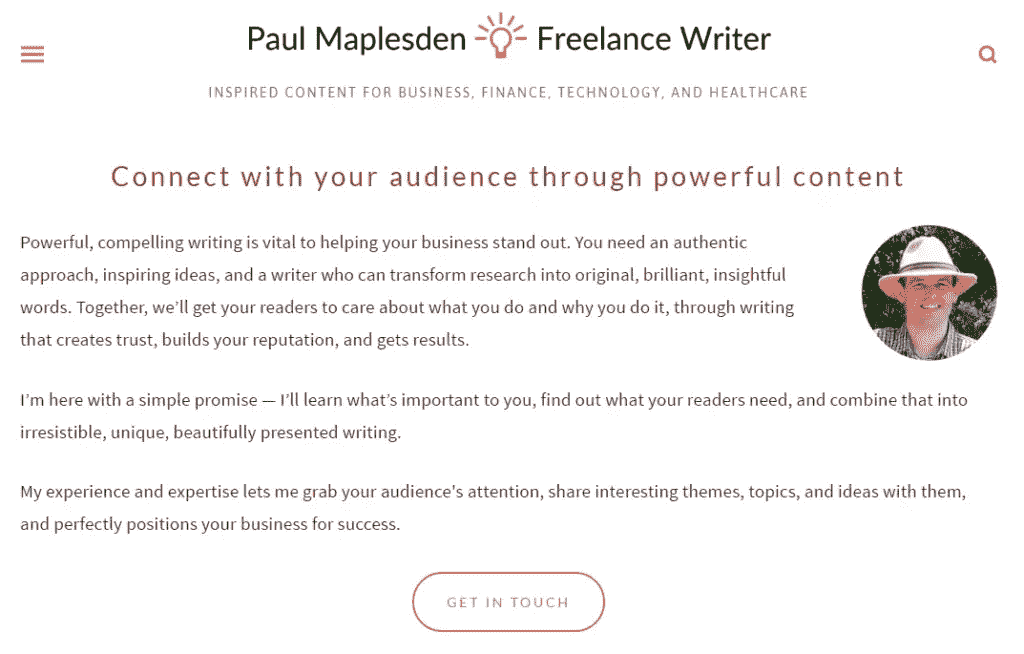 Paul Maplesden Freelance Writer
INSPIRED CONTENT FOR BUSINESS, FINANCE, TECHNOLOGY, AND HEALTHCARE
Connect with your audience through powerful content
Powerful, compelling writing is vital to helping your business stand out. You need an authentic
approach, inspiring ideas, and a writer who can transform research into original, brilliant, insightful
words. Together, we’ll get your readers to care about what you do and why you do it, through writing
that creates trust, builds your reputation, and gets results.
I’m here with a simple promise — I’ll learn what’s important to you, find out what your readers need, and combine that into
irresistible, unique, beautifully presented writing.
My experience and expertise lets me grab your audience's attention, share interesting themes, topics, and ideas with them,
and perfectly positions your business for success.
GET IN TOUCH